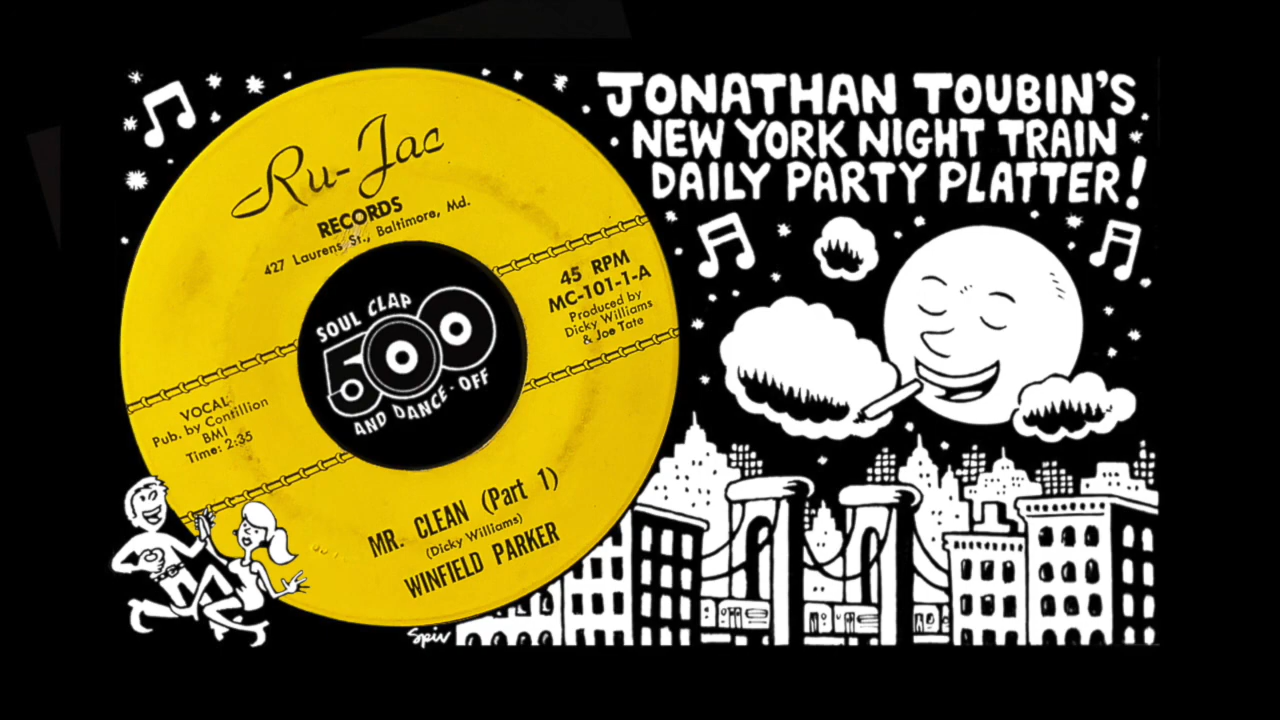 JONATHAN TOUBIN'S
NEW YORK NIGHT TRAIN
DAILY PARTY PLATTER!
Ru-Jac
RECORDS
427 Laurens St., Baltimore, Md.
45 RPM
MC-101-1-A
Produced by
Dicky Williams
& Joe Tate
SOUL CLAP
500
AND DANCE-OFF
VOCAL
Pub. by Contillion
BMI
Time: 2:35
MR. CLEAN (Part 1)
(Dicky Williams)
WINFIELD PARKER
Spiv